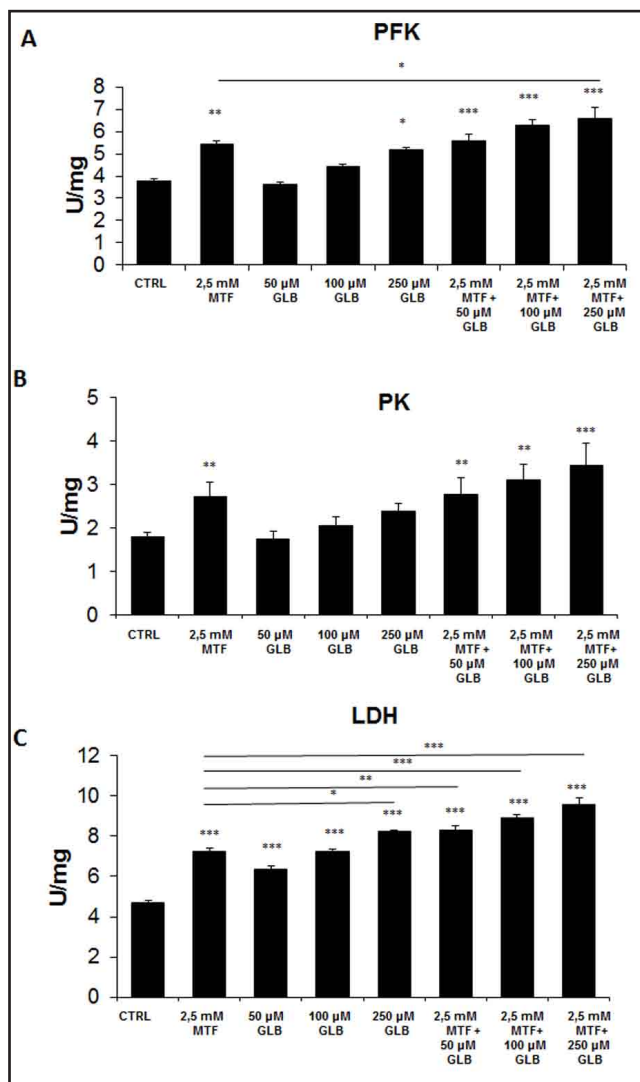 A
PFK
*
**
*
***
***
***
8
7
6
5
4
3
2
1
0
U/mg
CTRL
2,5 mM
MTF
50 µM
GLB
100 µM
GLB
250 µM
GLB
2,5 mM
MTF +
50 µM
GLB
2,5 mM
MTF+
100 µM
GLB
2,5 mM
MTF+
250 µM
GLB
B
PK
**
**
**
***
5
4
3
2
1
0
U/mg
CTRL
2,5 mM
MTF
50 µM
GLB
100 µM
GLB
250 µM
GLB
2,5 mM
MTF +
50 µM
GLB
2,5 mM
MTF+
100 µM
GLB
2,5 mM
MTF+
250 µM
GLB
C
LDH
***
***
**
*
***
***
***
***
***
***
***
12
10
8
6
4
2
0
U/mg
CTRL
2,5 mM
MTF
50 µM
GLB
100 µM
GLB
250 µM
GLB
2,5 mM
MTF +
50 µM
GLB
2,5 mM
MTF+
100 µM
GLB
2,5 mM
MTF+
250 µM
GLB